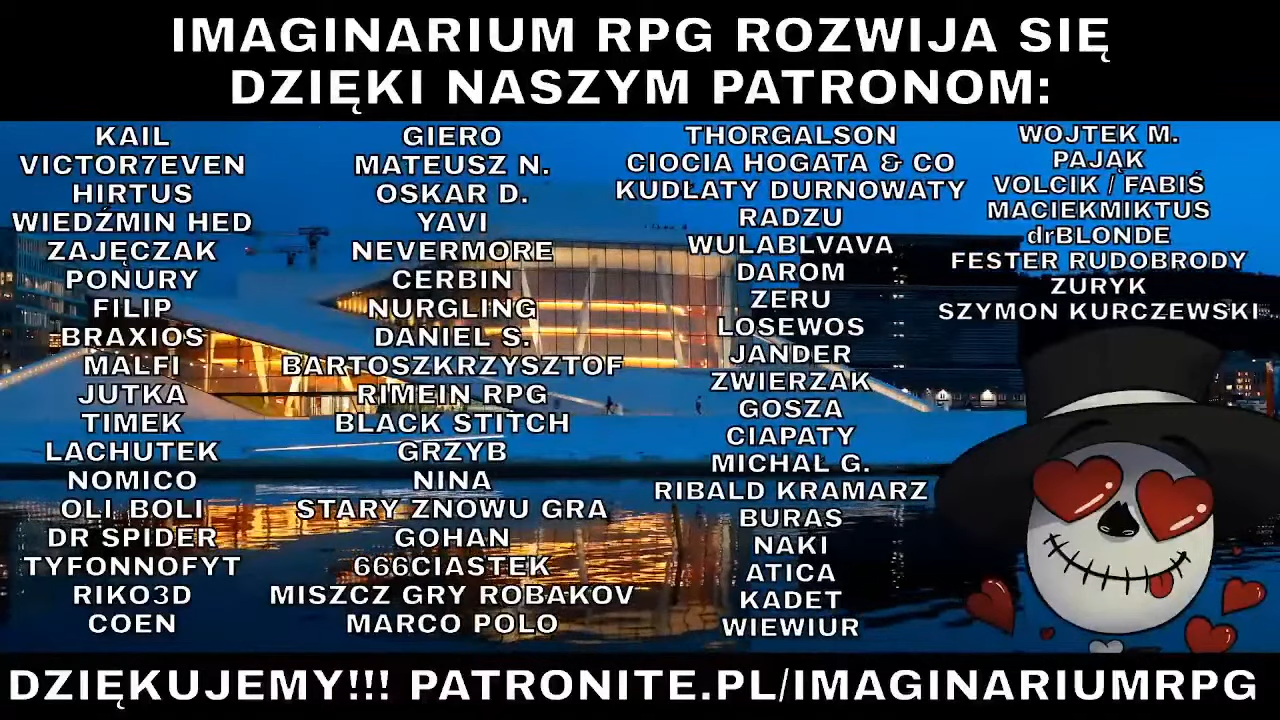 IMAGINARIUM RPG ROZWIJA SIĘ
DZIĘKI NASZYM PATRONOM:
KAIL
VICTOR7EVEN
HIRTUS
WIEDŹMIN HED
ZAJĘCZAK
PONURY
FILIP
BRAXIOS
MALFI
JUTKA
TIMEK
LACHUTEK
NOMICO
OLI. BOLI
DR SPIDER
TYFONNOFYT
RIKO3D
COEN
GIERO
MATEUSZ N.
OSKAR D.
YAVI
NEVERMORE
CERBIN
NURGLING
DANIEL S.
BARTOSZKRZYSZTOF
RIMEIN RPG
BLACK STITCH
GRZYB
NINA
STARY ZNOWU GRA
GOHAN
666CIASTEK
MISZCZ GRY ROBAKOV
MARCO POLO
THORGALSON
CIOCIA HOGATA & CO
KUDŁATY DURNOWATY
RADZU
WULABLVAVA
DAROM
ZERU
LOSEWOS
JANDER
ZWIERZAK
GOSZA
CIAPATY
MICHAL G.
RIBALD KRAMARZ
BURAS
NAKI
ATICA
KADET
WIEWIUR
WOJTEK M.
PAJĄK
VOLCIK / FABIŚ
MACIEKMIKTUS
drBLONDE
FESTER RUDOBRODY
ZURYK
SZYMON KURCZEWSKI
DZIĘKUJEMY!!! PATRONITE.PL/IMAGINARIUMRPG